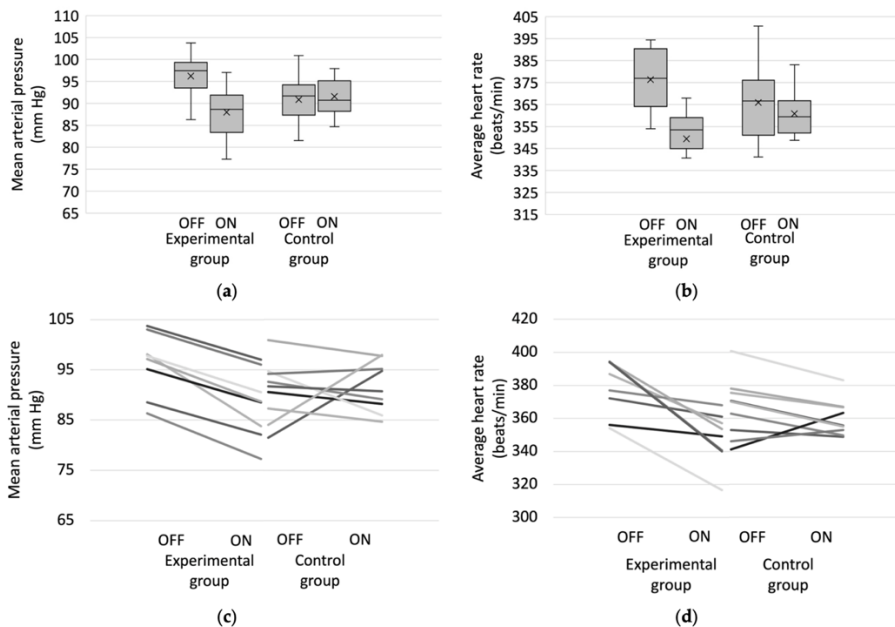 Mean arterial pressure
(mm Hg)
110
105
100
95
90
85
80
75
70
65
OFF ON OFF ON
Experimental Control
group group
(a)
Average heart rate
(beats/min)
405
395
385
375
365
355
345
335
325
315
OFF ON OFF ON
Experimental Control
group group
(b)
Mean arterial pressure
(mm Hg)
105
95
85
75
65
OFF ON OFF ON
Experimental Control
group group
(c)
Average heart rate
(beats/min)
420
400
380
360
340
320
300
OFF ON OFF ON
Experimental Control
group group
(d)